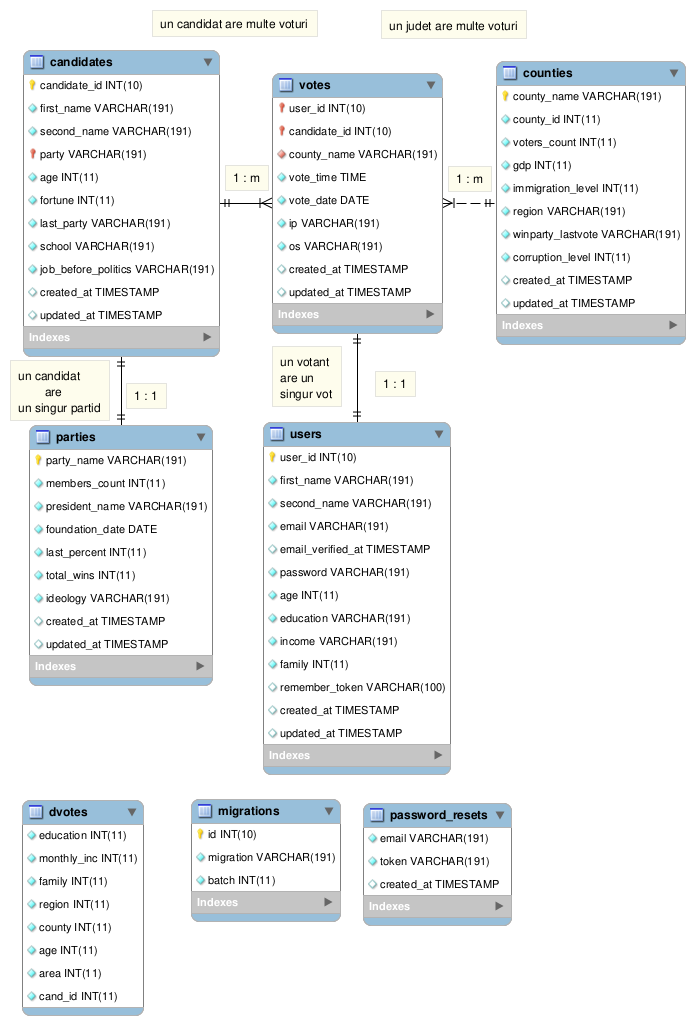 un candidat are multe voturi
un judet are multe voturi
candidates
candidate_id INT(10)
first_name VARCHAR(191)
second_name VARCHAR(191)
party VARCHAR(191)
age INT(11)
fortune INT(11)
last_party VARCHAR(191)
school VARCHAR(191)
job_before_politics VARCHAR(191)
created_at TIMESTAMP
updated_at TIMESTAMP
Indexes
1 : m
votes
user_id INT(10)
candidate_id INT(10)
county_name VARCHAR(191)
vote_time TIME
vote_date DATE
ip VARCHAR(191)
os VARCHAR(191)
created_at TIMESTAMP
updated_at TIMESTAMP
Indexes
1 : m
counties
county_name VARCHAR(191)
county_id INT(11)
voters_count INT(11)
gdp INT(11)
immigration_level INT(11)
region VARCHAR(191)
winparty_lastvote VARCHAR(191)
corruption_level INT(11)
created_at TIMESTAMP
updated_at TIMESTAMP
Indexes
un candidat
are
un singur partid
1 : 1
un votant
are un
singur vot
1 : 1
parties
party_name VARCHAR(191)
members_count INT(11)
president_name VARCHAR(191)
foundation_date DATE
last_percent INT(11)
total_wins INT(11)
ideology VARCHAR(191)
created_at TIMESTAMP
updated_at TIMESTAMP
Indexes
users
user_id INT(10)
first_name VARCHAR(191)
second_name VARCHAR(191)
email VARCHAR(191)
email_verified_at TIMESTAMP
password VARCHAR(191)
age INT(11)
education VARCHAR(191)
income VARCHAR(191)
family INT(11)
remember_token VARCHAR(100)
created_at TIMESTAMP
updated_at TIMESTAMP
Indexes
dvotes
education INT(11)
monthly_inc INT(11)
family INT(11)
region INT(11)
county INT(11)
age INT(11)
area INT(11)
cand_id INT(11)
migrations
id INT(10)
migration VARCHAR(191)
batch INT(11)
Indexes
password_resets
email VARCHAR(191)
token VARCHAR(191)
created_at TIMESTAMP
Indexes